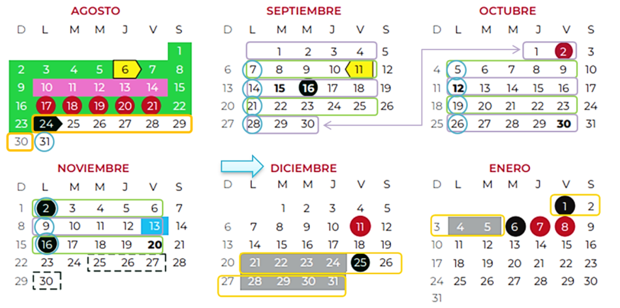 AGOSTO
D L M M J V S
1
2 3 4 5 6 7 8
9 10 11 12 13 14 15
16 17 18 19 20 21 22
23 24 25 26 27 28 29
30 31
SEPTIEMBRE
D L M M J V S
1 2 3 4 5
6 7 8 9 10 11 12
13 14 15 16 17 18 19
20 21 22 23 24 25 26
27 28 29 30
OCTUBRE
D L M M J V S
1 2 3
4 5 6 7 8 9 10
11 12 13 14 15 16 17
18 19 20 21 22 23 24
25 26 27 28 29 30 31
NOVIEMBRE
D L M M J V S
1 2 3 4 5 6 7
8 9 10 11 12 13 14
15 16 17 18 19 20 21
22 23 24 25 26 27 28
29 30
DICIEMBRE
D L M M J V S
1 2 3 4 5
6 7 8 9 10 11 12
13 14 15 16 17 18 19
20 21 22 23 24 25 26
27 28 29 30 31
ENERO
D L M M J V S
1 2
3 4 5 6 7 8 9
10 11 12 13 14 15 16
17 18 19 20 21 22 23
24 25 26 27 28 29 30
31